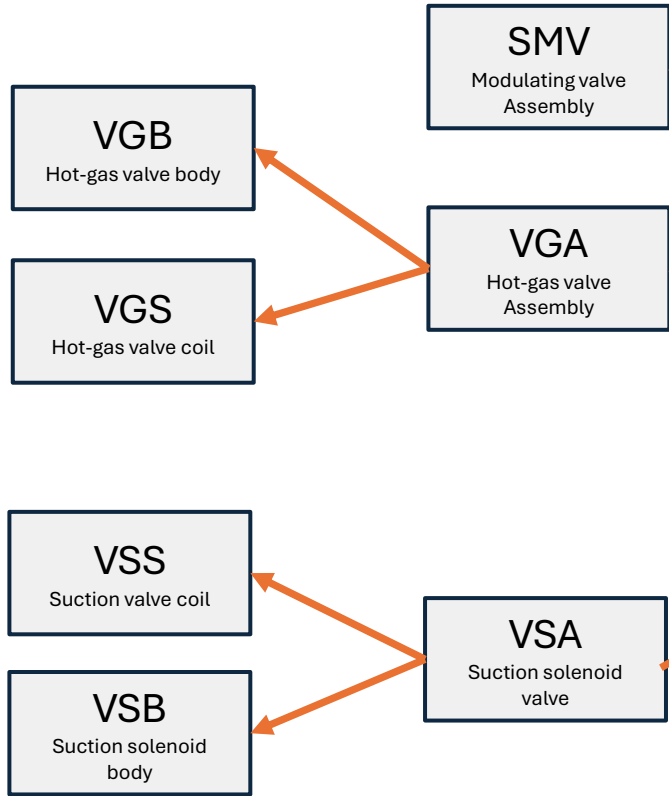 SMV
Modulating valve
Assembly
VGB
Hot-gas valve body
VGA
Hot-gas valve
Assembly
VGS
Hot-gas valve coil
VSS
Suction valve coil
VSA
Suction solenoid
valve
VSB
Suction solenoid
body